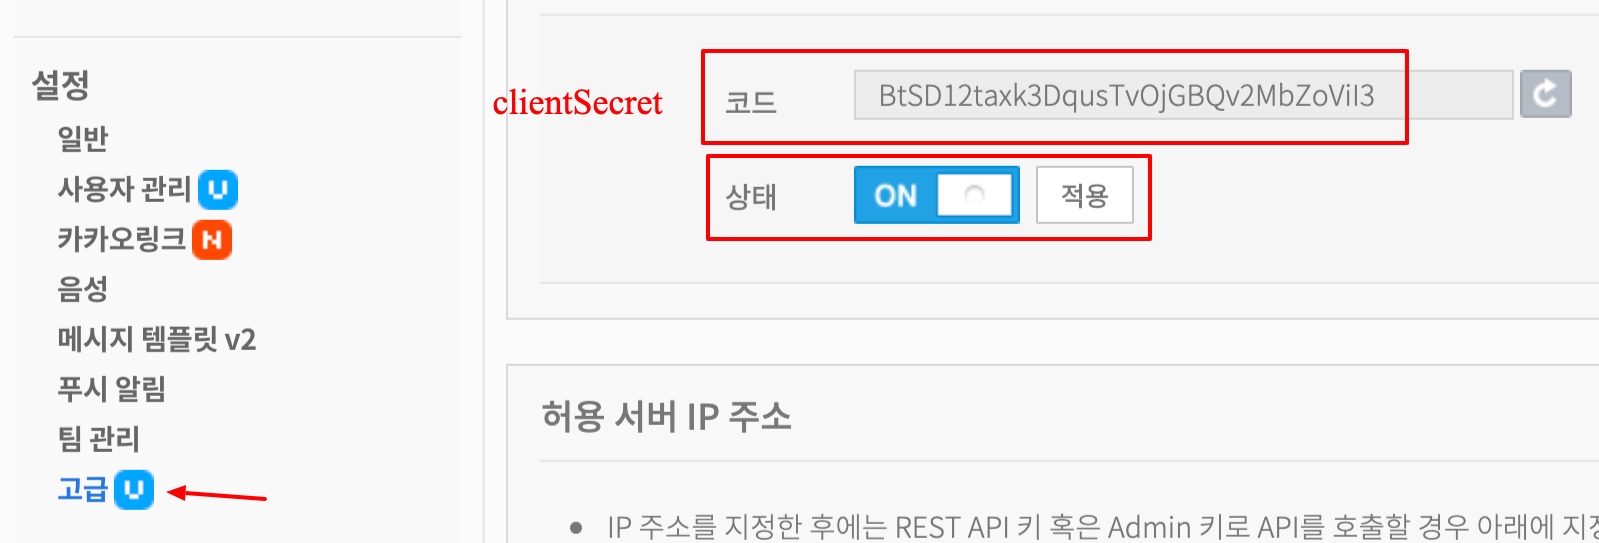 설정
일반
사용자 관리 U
카카오링크 N
음성
메시지 템플릿 v2
푸시 알림
팀 관리
고급 U
clientSecret
코드 BtSD12taxk3DqusTvOjGBQv2MbZoViI3
상태 ON 적용
허용 서버 IP 주소
• IP 주소를 지정한 후에는 REST API 키 혹은 Admin 키로 API를 호출할 경우 아래에